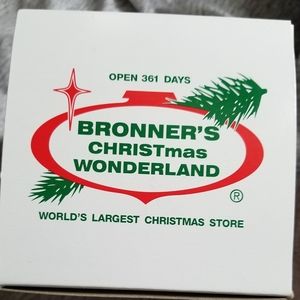 OPEN 361 DAYS
BRONNER'S
CHRISTmas
WONDERLAND
®
WORLD'S LARGEST CHRISTMAS STORE